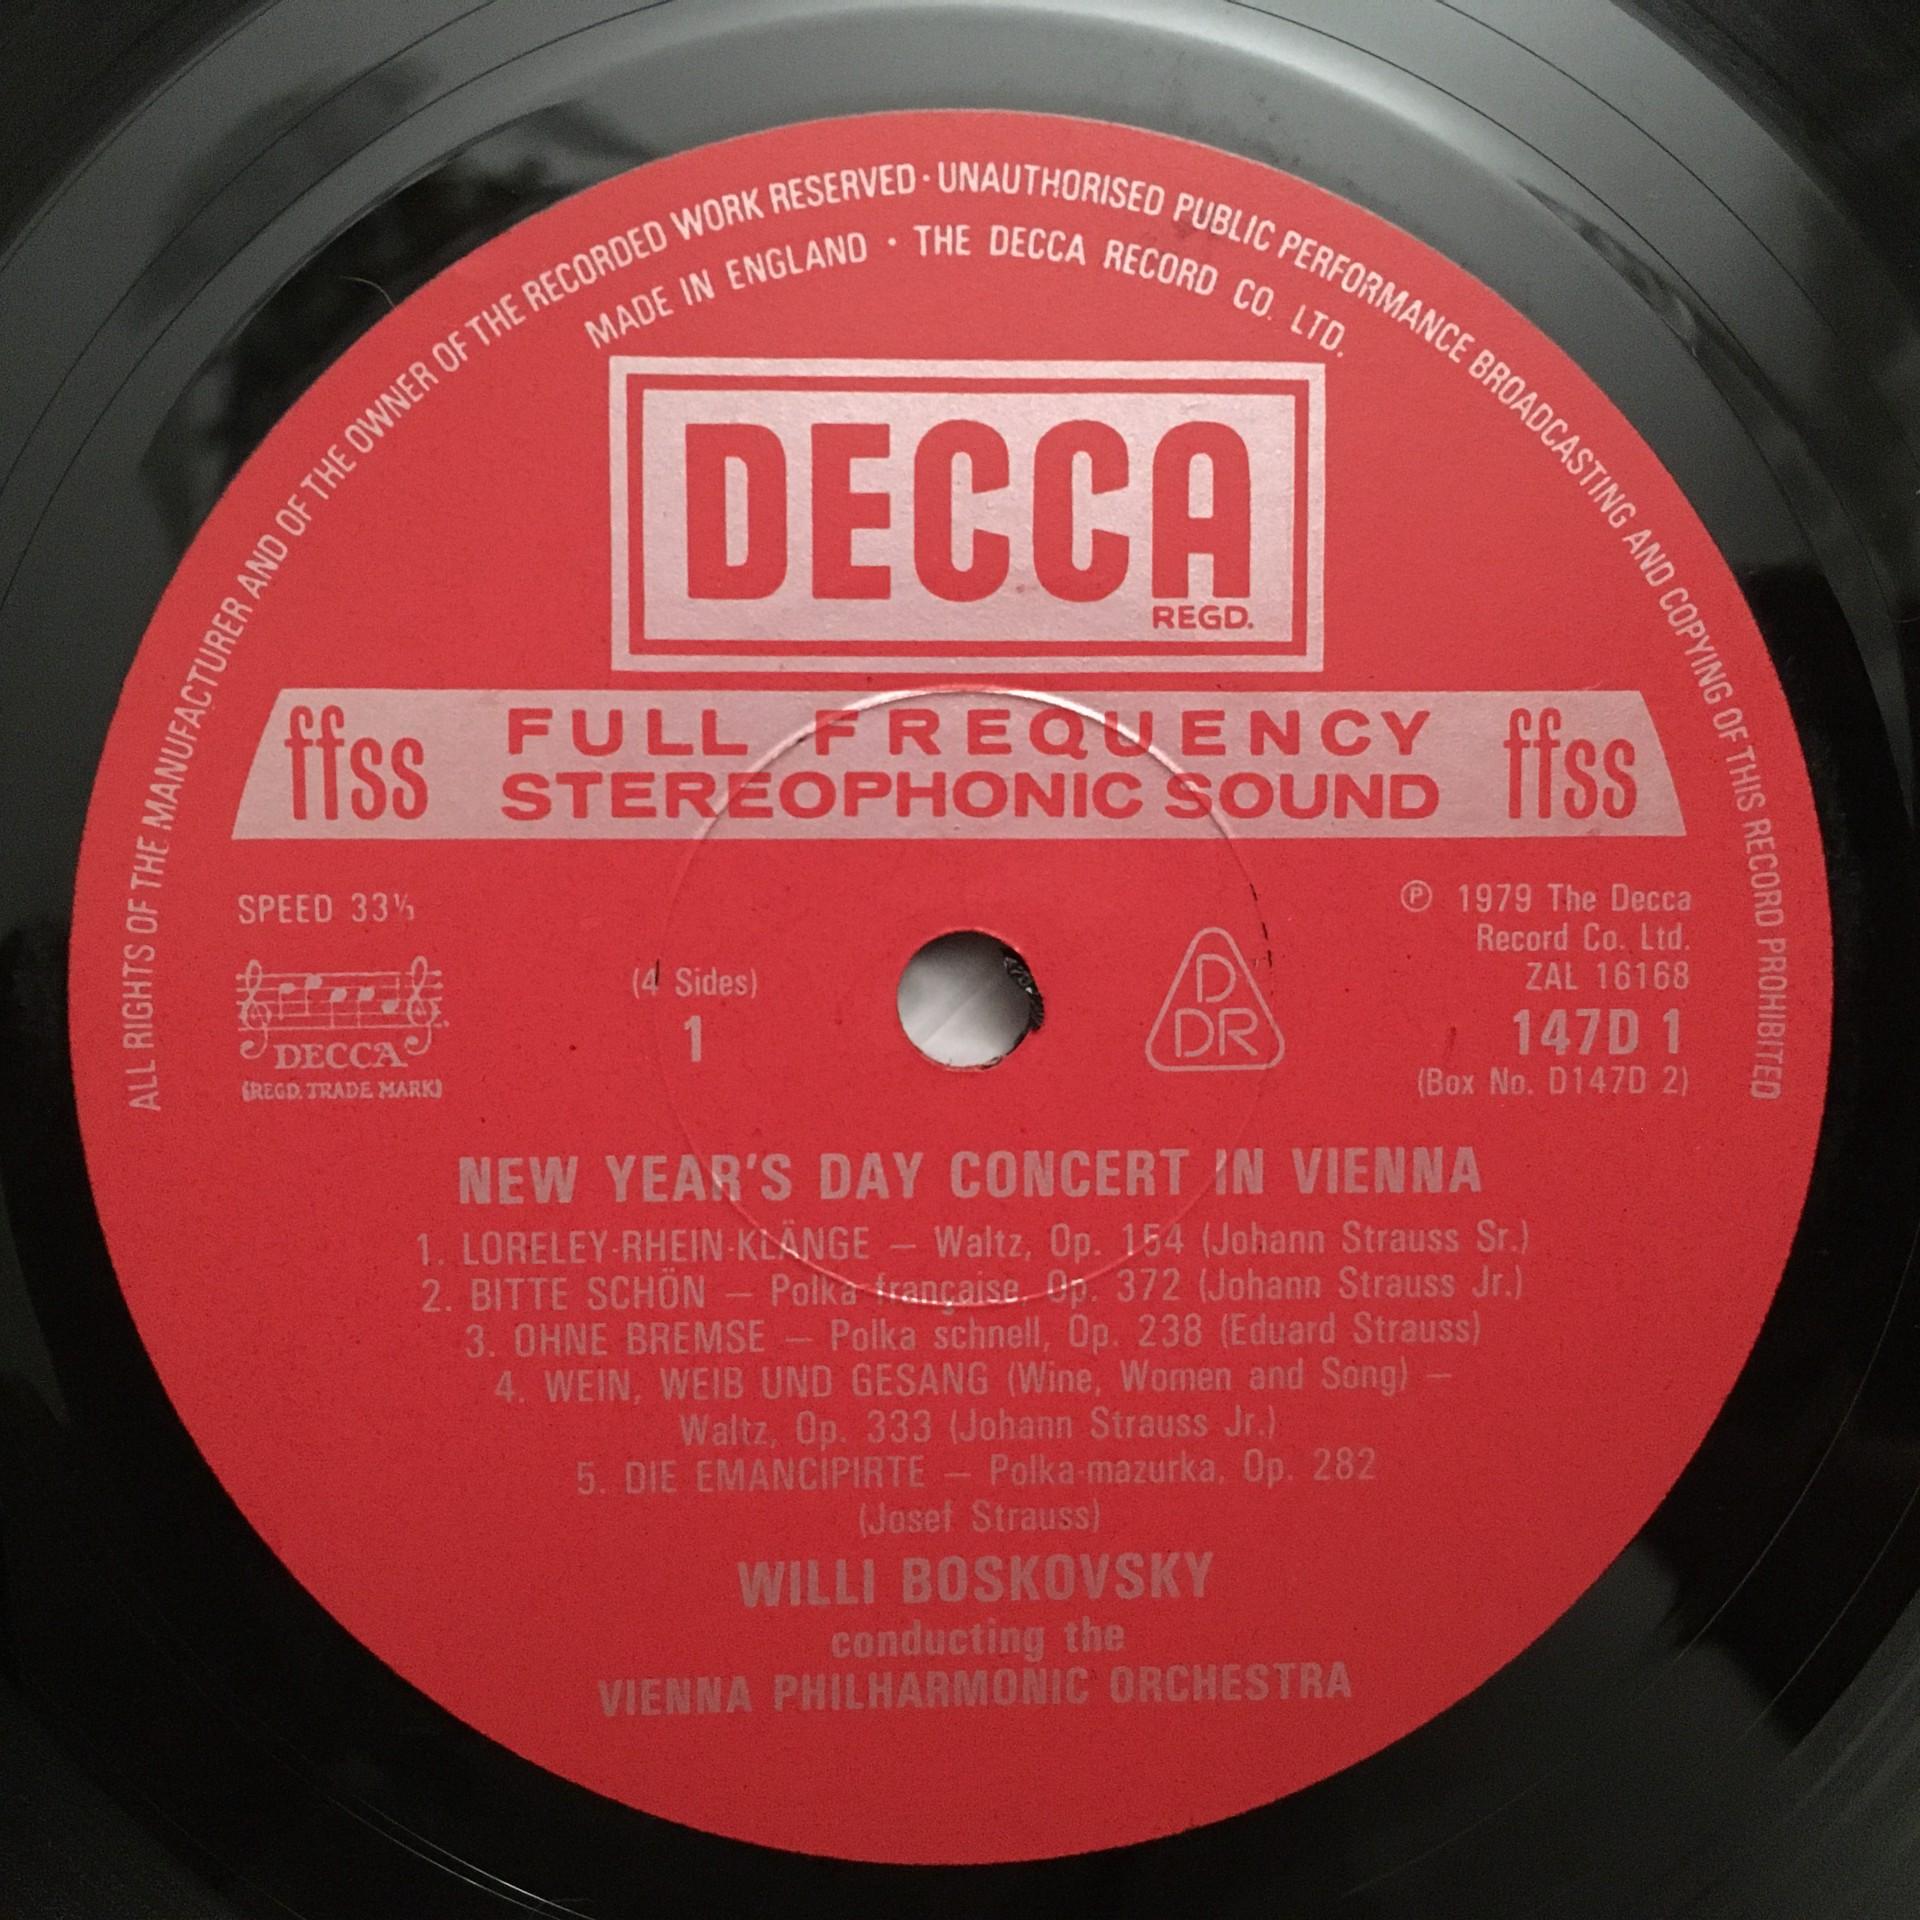 ALL RIGHTS OF THE MANUFACTURER AND OF THE OWNER OF THE RECORDED WORK RESERVED · UNAUTHORISED PUBLIC PERFORMANCE BROADCASTING AND COPYING OF THIS RECORD PROHIBITED
MADE IN ENGLAND · THE DECCA RECORD CO. LTD.
DECCA
REGD.
ffss FULL FREQUENCY ffss
STEREOPHONIC SOUND
SPEED 33⅓
DECCA
(REGD. TRADE MARK)
(4 Sides)
1
D
DR
Ⓟ 1979 The Decca
Record Co. Ltd.
ZAL 16168
147D 1
(Box No. D147D 2)
NEW YEAR'S DAY CONCERT IN VIENNA
1. LORELEY-RHEIN-KLÄNGE — Waltz, Op. 154 (Johann Strauss Sr.)
2. BITTE SCHÖN — Polka française, Op. 372 (Johann Strauss Jr.)
3. OHNE BREMSE — Polka schnell, Op. 238 (Eduard Strauss)
4. WEIN, WEIB UND GESANG (Wine, Women and Song) —
Waltz, Op. 333 (Johann Strauss Jr.)
5. DIE EMANCIPIRTE — Polka-mazurka, Op. 282
(Josef Strauss)
WILLI BOSKOVSKY
conducting the
VIENNA PHILHARMONIC ORCHESTRA